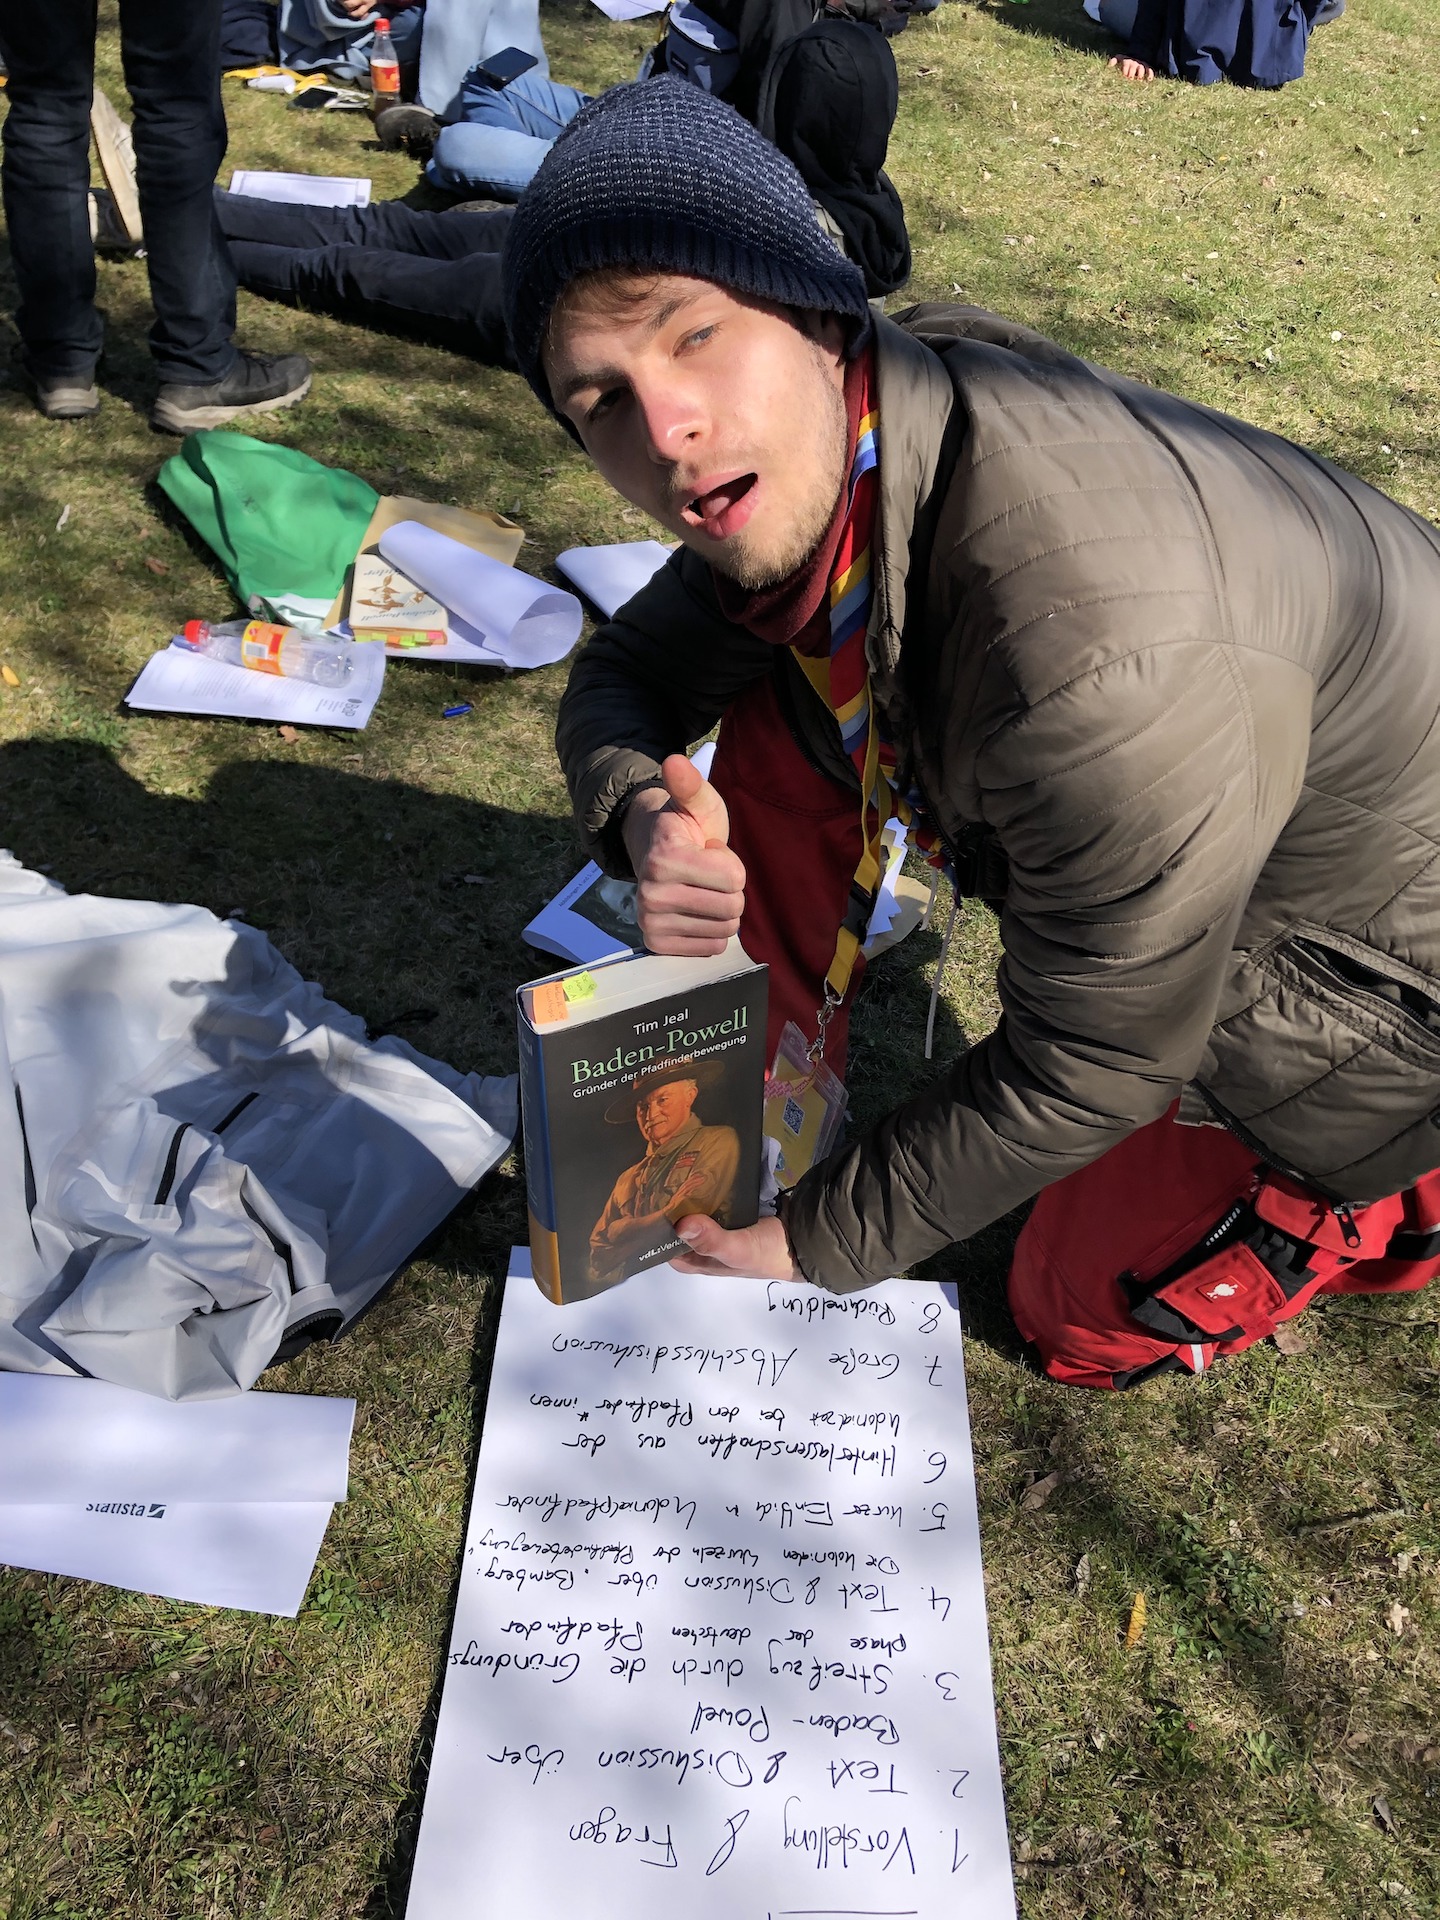 Tim Jeal
Baden-Powell
Gründer der Pfadfinderbewegung
1. Vorstellung & Fragen
2. Text & Diskussion über
Baden-Powell
3. Streifzug durch die Gründungs-
phase der deutschen Pfadfinder
4. Text & Diskussion über "Bamberg:
Die kolonialen Wurzeln der Pfadfinderbewegung"
5. kurzer Einblick in Kolonialpfadfinder
6. Hinterlassenschaften aus der
Kolonialzeit bei den Pfadfinder*innen
7. Große Abschlussdiskussion
8. Rückmeldung
statista